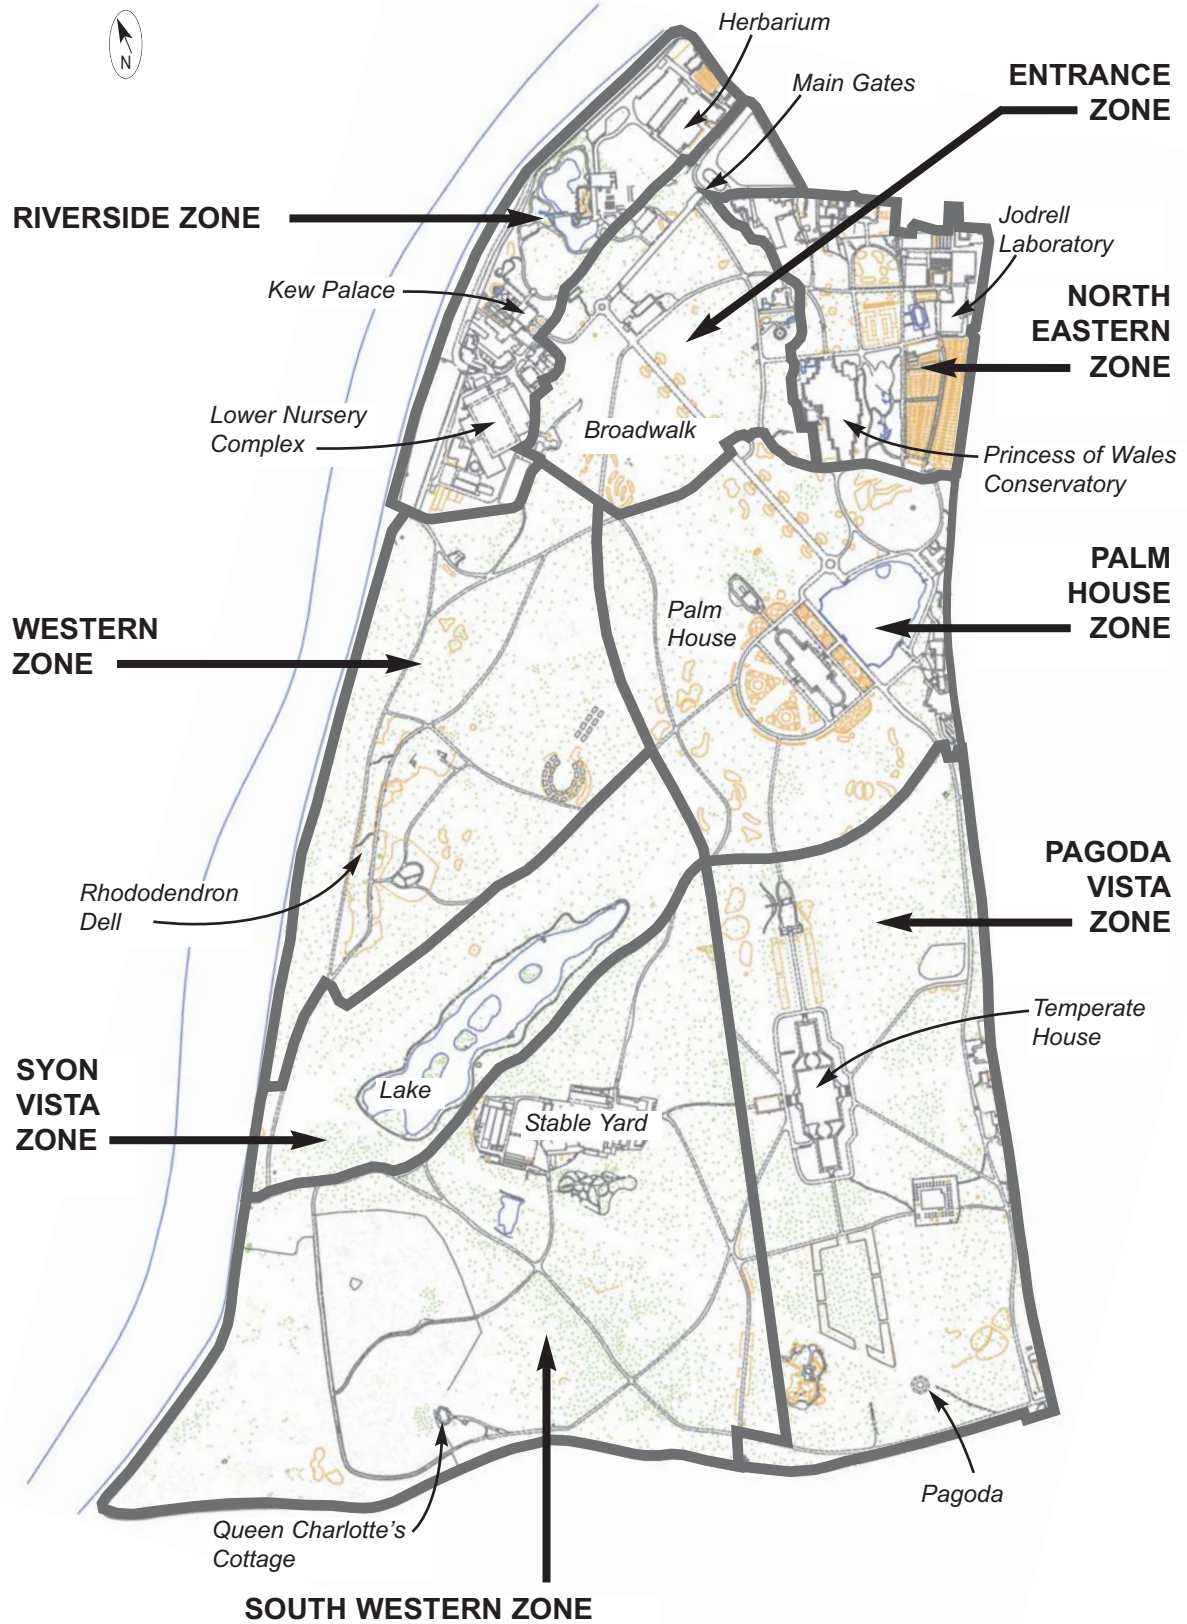 N
Herbarium
Main Gates
ENTRANCE
ZONE
RIVERSIDE ZONE
Jodrell
Laboratory
Kew Palace
NORTH
EASTERN
ZONE
Lower Nursery
Complex
Broadwalk
Princess of Wales
Conservatory
PALM
HOUSE
ZONE
Palm
House
WESTERN
ZONE
PAGODA
VISTA
ZONE
Rhododendron
Dell
Temperate
House
SYON
VISTA
ZONE
Lake
Stable Yard
Pagoda
Queen Charlotte's
Cottage
SOUTH WESTERN ZONE